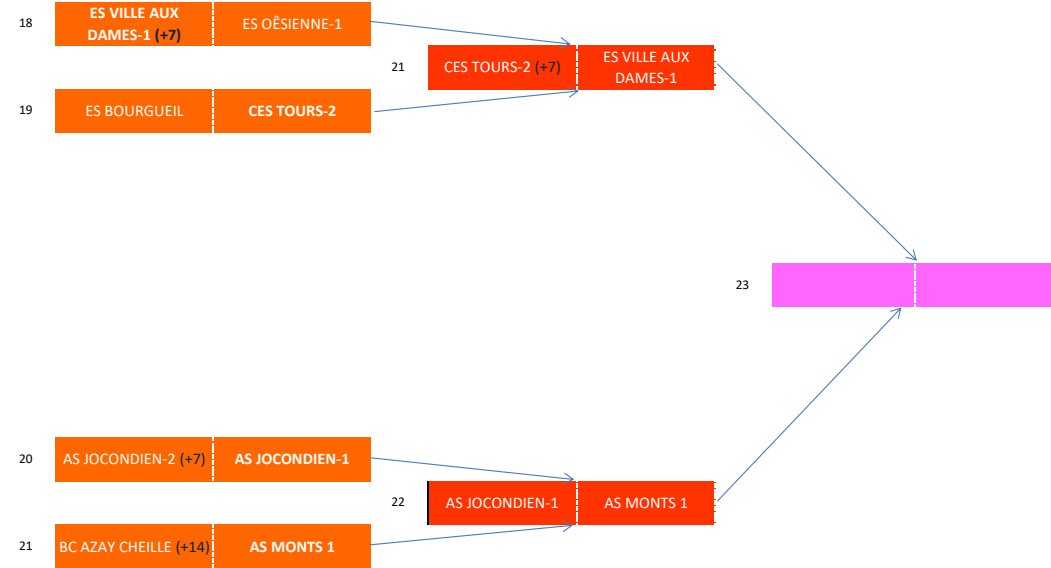 18
ES VILLE AUX
DAMES-1 (+7)
ES OÊSIENNE-1
21
CES TOURS-2 (+7)
ES VILLE AUX
DAMES-1
19
ES BOURGUEIL
CES TOURS-2
23
20
AS JOCONDIEN-2 (+7)
AS JOCONDIEN-1
22
AS JOCONDIEN-1
AS MONTS 1
21
BC AZAY CHEILLE (+14)
AS MONTS 1